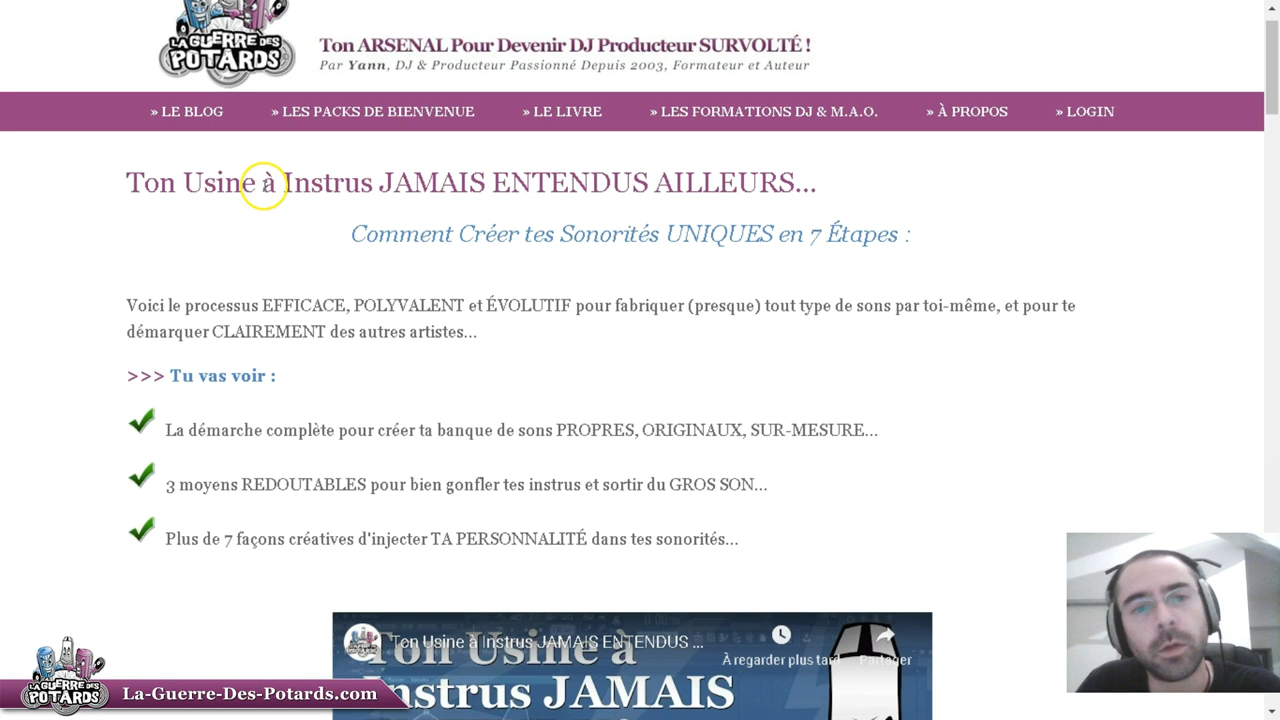 LA GUERRE DES
POTARDS
Ton ARSENAL Pour Devenir DJ Producteur SURVOLTÉ !
Par Yann, DJ & Producteur Passionné Depuis 2003, Formateur et Auteur
» LE BLOG » LES PACKS DE BIENVENUE » LE LIVRE » LES FORMATIONS DJ & M.A.O. » À PROPOS » LOGIN
Ton Usine à Instrus JAMAIS ENTENDUS AILLEURS...
Comment Créer tes Sonorités UNIQUES en 7 Étapes :
Voici le processus EFFICACE, POLYVALENT et ÉVOLUTIF pour fabriquer (presque) tout type de sons par toi-même, et pour te
démarquer CLAIREMENT des autres artistes...
>>> Tu vas voir :
La démarche complète pour créer ta banque de sons PROPRES, ORIGINAUX, SUR-MESURE...
3 moyens REDOUTABLES pour bien gonfler tes instrus et sortir du GROS SON...
Plus de 7 façons créatives d'injecter TA PERSONNALITÉ dans tes sonorités...
Ton Usine à Instrus JAMAIS ENTENDUS ...
À regarder plus tard Partager
Ton Usine à
Instrus JAMAIS
LA GUERRE DES
POTARDS
La-Guerre-Des-Potards.com